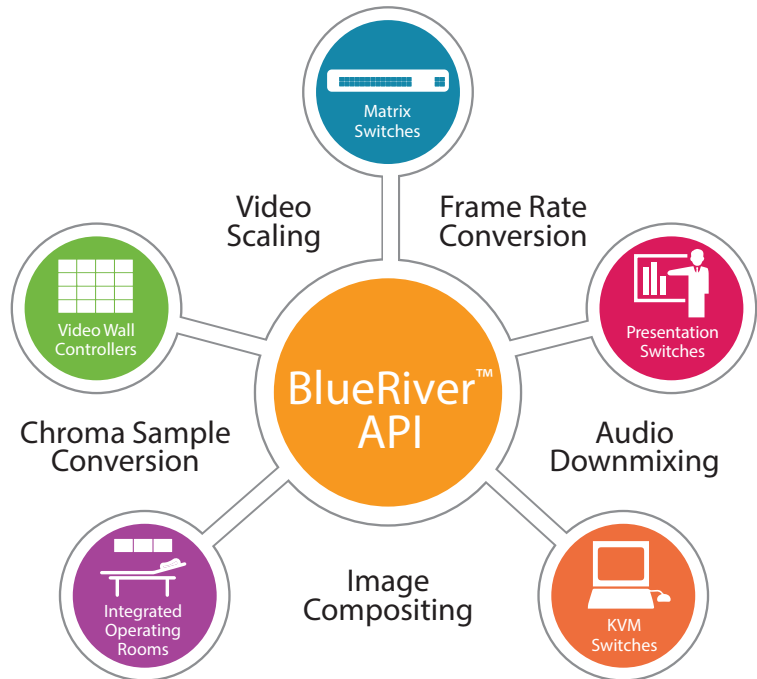 Matrix
Switches
Video
Scaling
Frame Rate
Conversion
Video Wall
Controllers
Presentation
Switches
BlueRiver™
API
Chroma Sample
Conversion
Audio
Downmixing
Integrated
Operating
Rooms
Image
Compositing
KVM
Switches